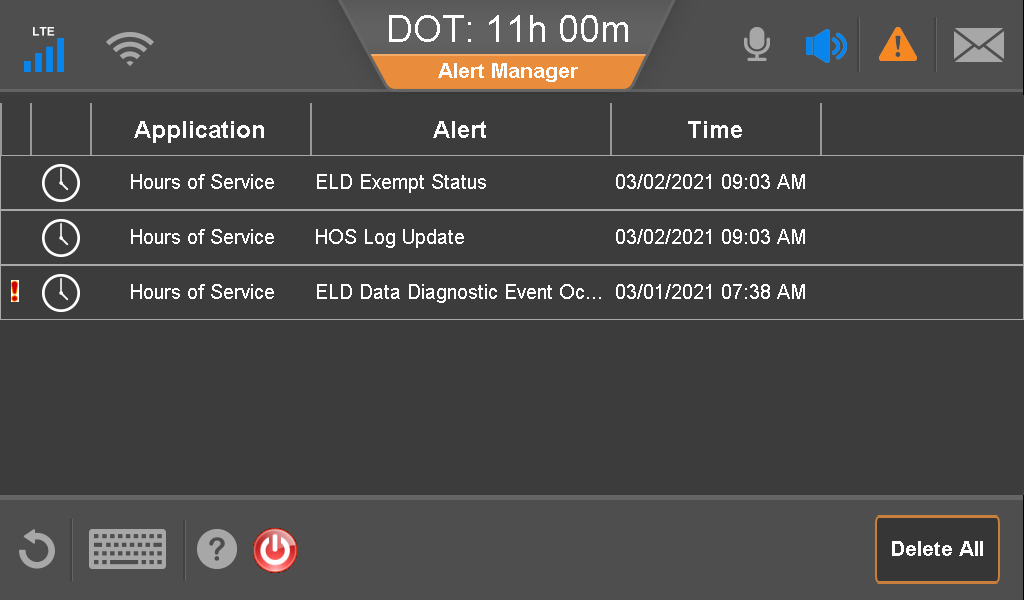 LTE
DOT: 11h 00m
Alert Manager
Application Alert Time
Hours of Service ELD Exempt Status 03/02/2021 09:03 AM
Hours of Service HOS Log Update 03/02/2021 09:03 AM
Hours of Service ELD Data Diagnostic Event Oc... 03/01/2021 07:38 AM
Delete All